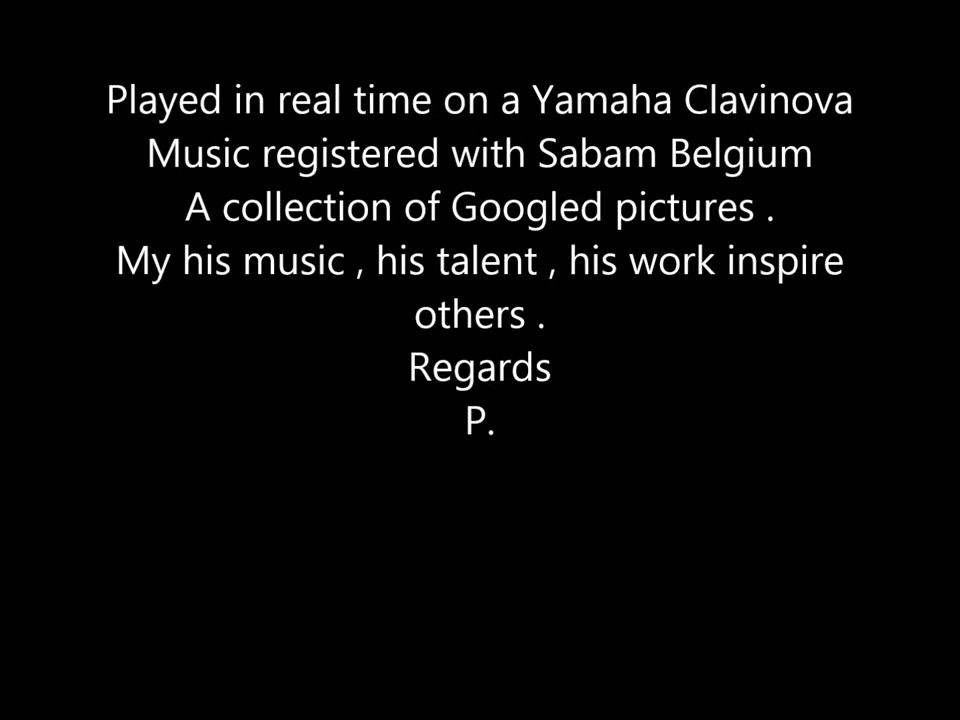 Played in real time on a Yamaha Clavinova
Music registered with Sabam Belgium
A collection of Googled pictures .
My his music , his talent , his work inspire
others .
Regards
P.